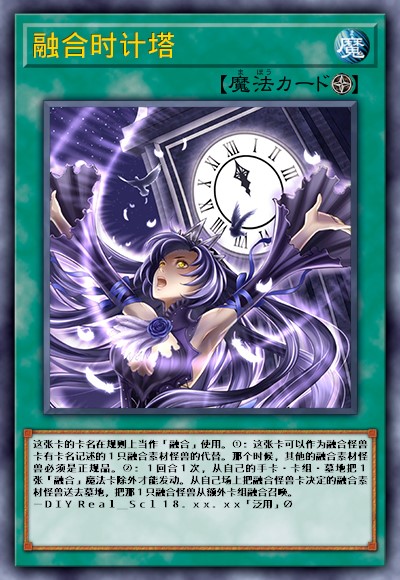 融合时计塔
魔
【魔法カード】
まほう
XII
这张卡的卡名在规则上当作「融合」使用。①：这张卡可以作为融合怪兽
卡有卡名记述的１只融合素材怪兽的代替。那个时候，其他的融合素材怪
兽必须是正规品。②：１回合１次，从自己的手卡・卡组・墓地把１
张「融合」魔法卡除外才能发动。从自己场上把融合怪兽卡决定的融合素
材怪兽送去墓地，把那１只融合怪兽从额外卡组融合召唤。
－ＤＩＹ Ｒｅａｌ＿Ｓｃｌ １８．ｘｘ．ｘｘ「泛用」∅